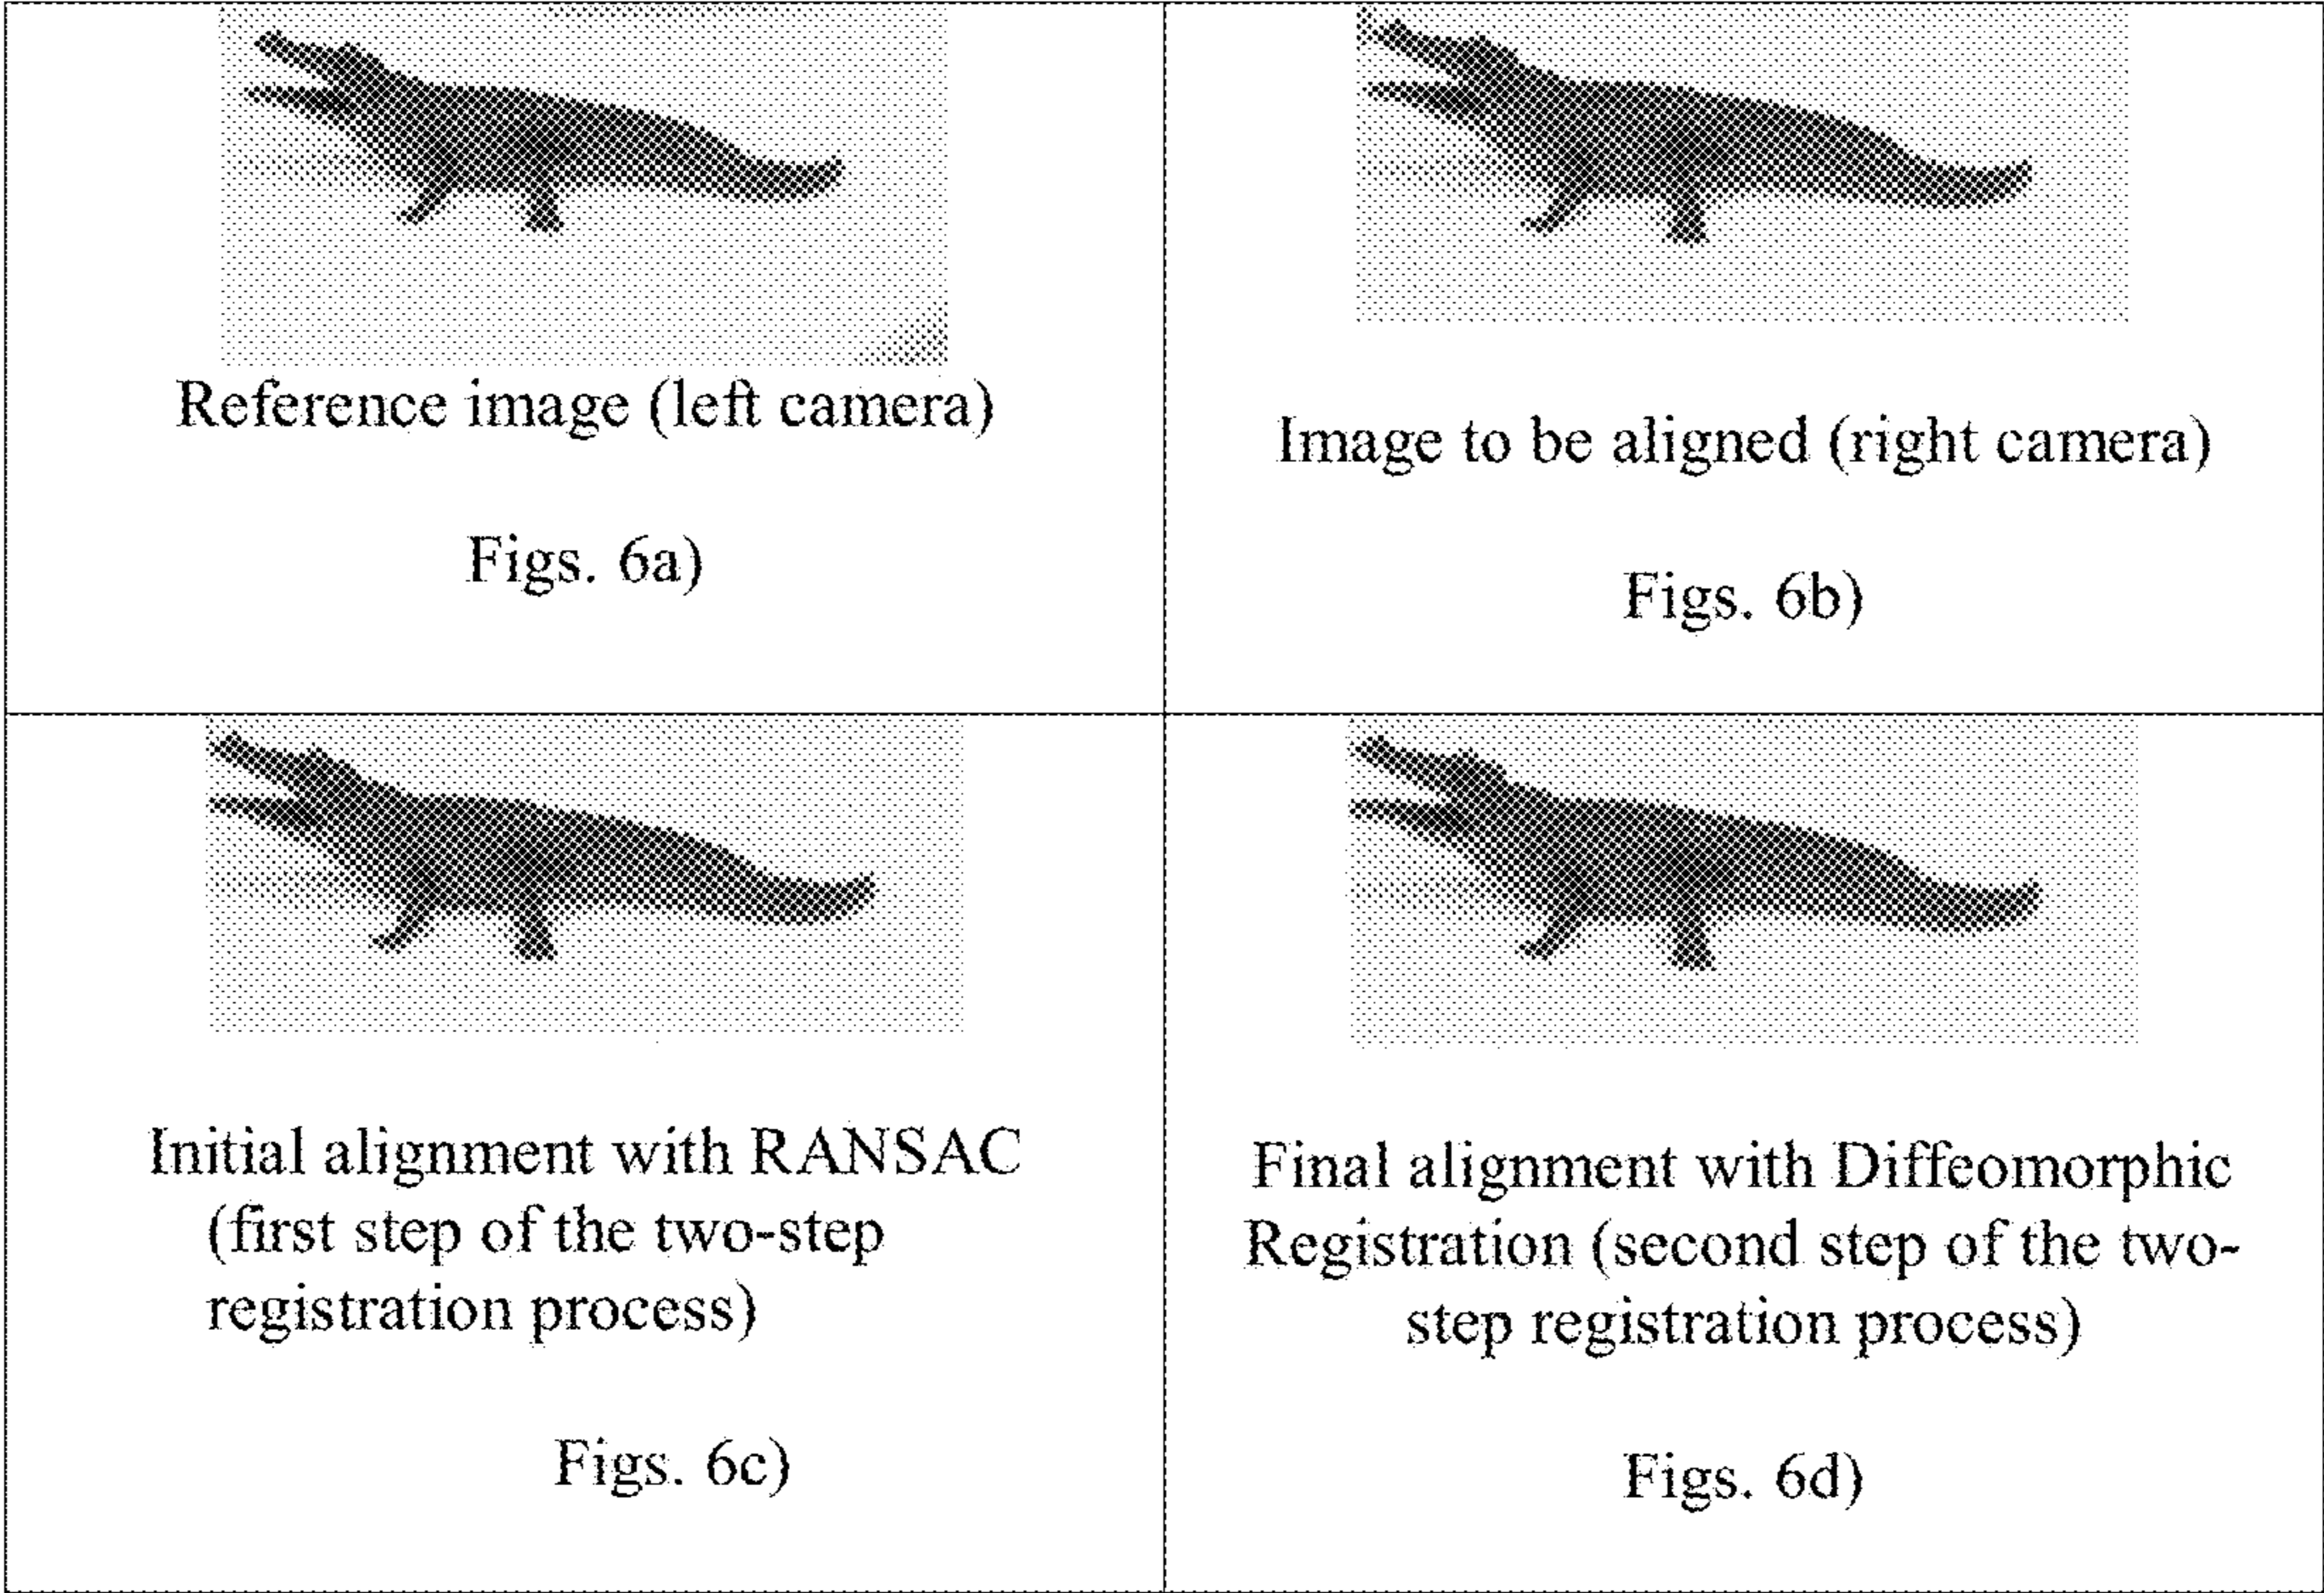 Reference image (left camera)
Figs. 6a)
Image to be aligned (right camera)
Figs. 6b)
Initial alignment with RANSAC
(first step of the two-step
registration process)
Figs. 6c)
Final alignment with Diffeomorphic
Registration (second step of the two-
step registration process)
Figs. 6d)